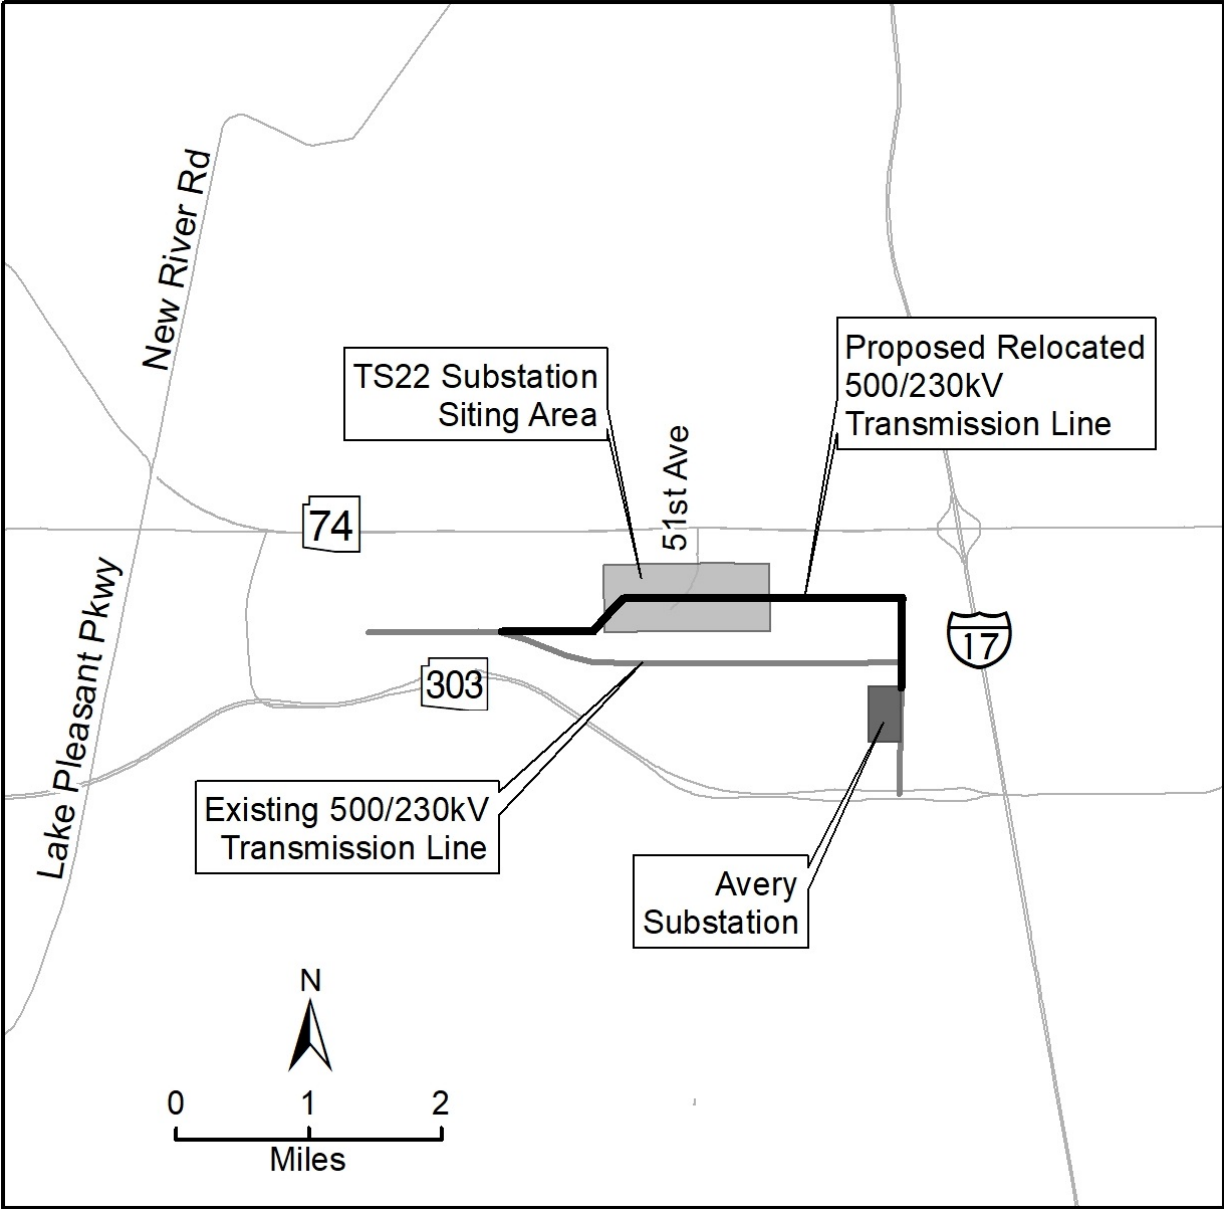 New River Rd
Proposed Relocated
500/230kV
Transmission Line
TS22 Substation
Siting Area
51st Ave
74
17
303
Lake Pleasant Pkwy
Existing 500/230kV
Transmission Line
Avery
Substation
N
0 1 2
Miles